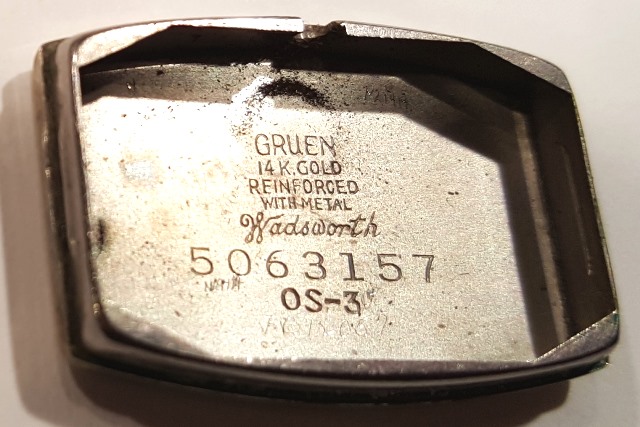 GRUEN
14 K. GOLD
REINFORCED
WITH METAL
Wadsworth
5063157
OS-3